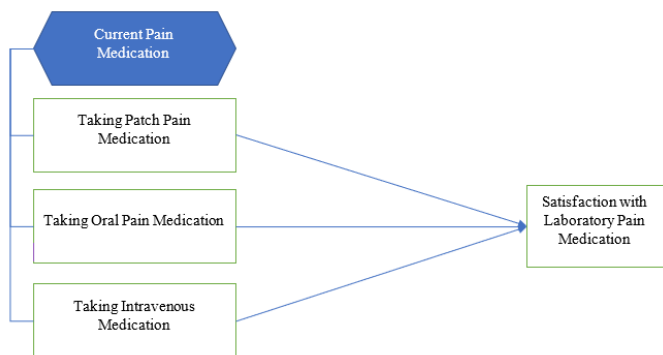 Current Pain
Medication
Taking Patch Pain
Medication
Taking Oral Pain Medication
Taking Intravenous
Medication
Satisfaction with
Laboratory Pain
Medication